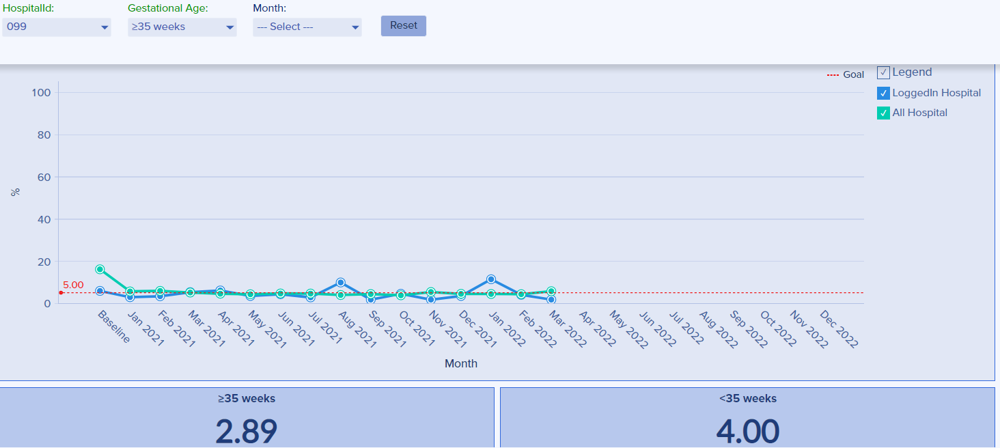 HospitalId: Gestational Age: Month:
099 ≥35 weeks --- Select --- Reset
Goal
Legend
LoggedIn Hospital
All Hospital
100
80
60
40
20
0
%
5.00
Baseline Jan 2021 Feb 2021 Mar 2021 Apr 2021 May 2021 Jun 2021 Jul 2021 Aug 2021 Sep 2021 Oct 2021 Nov 2021 Dec 2021 Jan 2022 Feb 2022 Mar 2022 Apr 2022 May 2022 Jun 2022 Jul 2022 Aug 2022 Sep 2022 Oct 2022 Nov 2022 Dec 2022
Month
≥35 weeks
2.89
<35 weeks
4.00